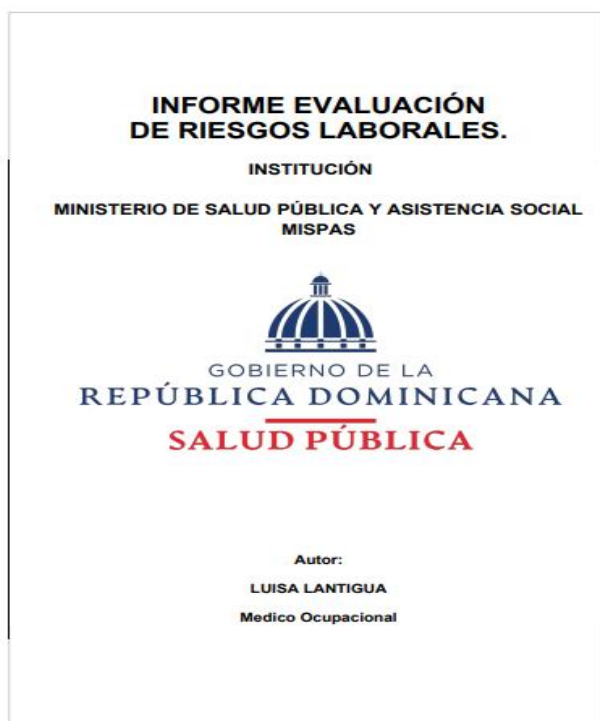 INFORME EVALUACIÓN
DE RIESGOS LABORALES.
INSTITUCIÓN
MINISTERIO DE SALUD PÚBLICA Y ASISTENCIA SOCIAL
MISPAS
GOBIERNO DE LA
REPÚBLICA DOMINICANA
SALUD PÚBLICA
Autor:
LUISA LANTIGUA
Medico Ocupacional